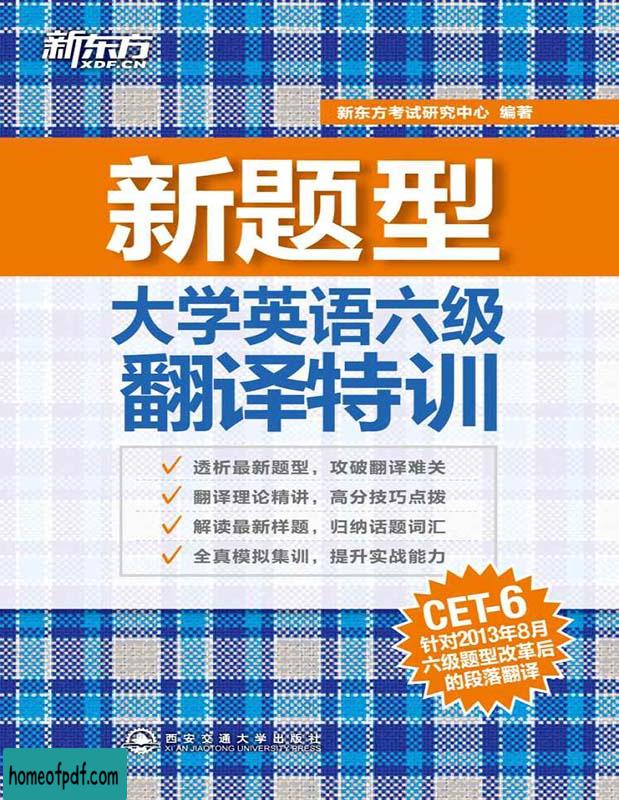 新东方
XDF.CN
新东方考试研究中心 编著
新题型
大学英语六级
翻译特训
✓ 透析最新题型，攻破翻译难关
✓ 翻译理论精讲，高分技巧点拨
✓ 解读最新样题，归纳话题词汇
✓ 全真模拟集训，提升实战能力
CET-6
针对2013年8月
六级题型改革后
的段落翻译
西安交通大学出版社
XI'AN JIAOTONG UNIVERSITY PRESS
homeofpdf.com